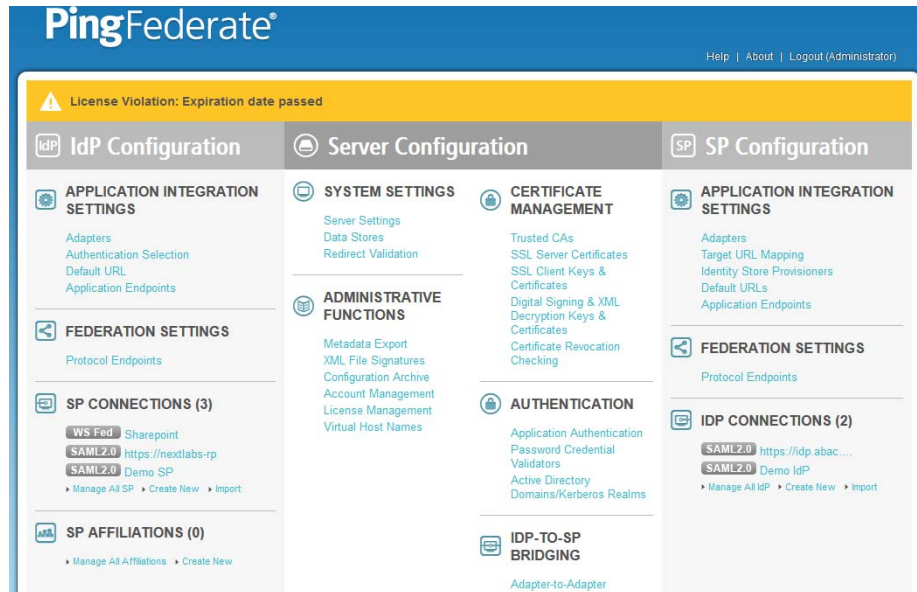 PingFederate®
Help | About | Logout (Administrator)
License Violation: Expiration date passed
IdP IdP Configuration
APPLICATION INTEGRATION
SETTINGS
Adapters
Authentication Selection
Default URL
Application Endpoints
FEDERATION SETTINGS
Protocol Endpoints
SP CONNECTIONS (3)
WS Fed Sharepoint
SAML2.0 https://nextlabs-rp
SAML2.0 Demo SP
Manage All SP Create New Import
SP AFFILIATIONS (0)
Manage All Affiliations Create New
Server Configuration
SYSTEM SETTINGS
Server Settings
Data Stores
Redirect Validation
ADMINISTRATIVE
FUNCTIONS
Metadata Export
XML File Signatures
Configuration Archive
Account Management
License Management
Virtual Host Names
CERTIFICATE
MANAGEMENT
Trusted CAs
SSL Server Certificates
SSL Client Keys &
Certificates
Digital Signing & XML
Decryption Keys &
Certificates
Certificate Revocation
Checking
AUTHENTICATION
Application Authentication
Password Credential
Validators
Active Directory
Domains/Kerberos Realms
IDP-TO-SP
BRIDGING
Adapter-to-Adapter
SP SP Configuration
APPLICATION INTEGRATION
SETTINGS
Adapters
Target URL Mapping
Identity Store Provisioners
Default URLs
Application Endpoints
FEDERATION SETTINGS
Protocol Endpoints
IDP CONNECTIONS (2)
SAML2.0 https://idp.abac....
SAML2.0 Demo IdP
Manage All IdP Create New Import